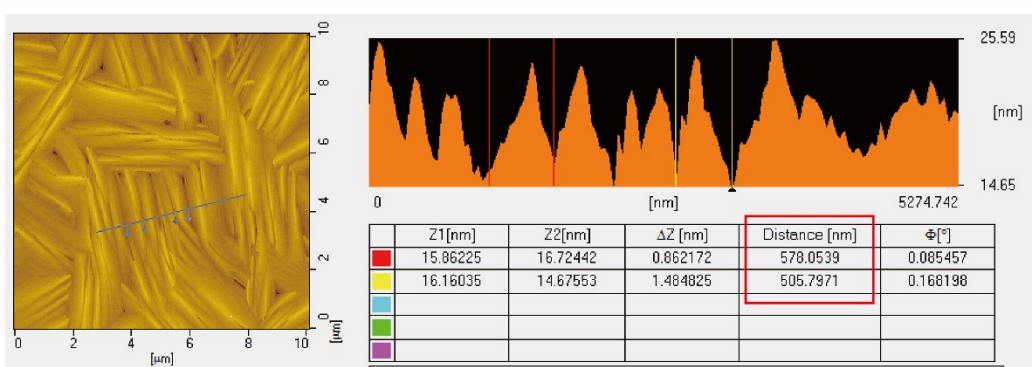 10
8
6
4
2
0
[µm]
0 2 4 6 8 10
[µm]
25.59
[nm]
14.65
0 [nm] 5274.742
Z1[nm] Z2[nm] ΔZ [nm] Distance [nm] Φ[°]
15.86225 16.72442 0.862172 578.0539 0.085457
16.16035 14.67553 1.484825 505.7971 0.168198